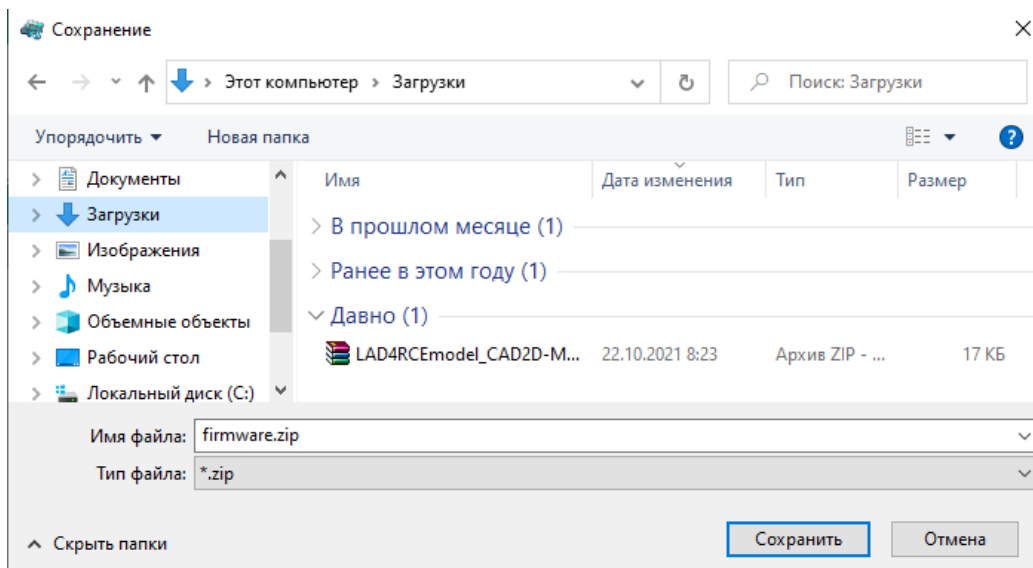 Сохранение
Этот компьютер > Загрузки
Поиск: Загрузки
Упорядочить
Новая папка
?
Документы
Загрузки
Изображения
Музыка
Объемные объекты
Рабочий стол
Локальный диск (C:)
Имя Дата изменения Тип Размер
В прошлом месяце (1)
Ранее в этом году (1)
Давно (1)
LAD4RCEmodel_CAD2D-M... 22.10.2021 8:23 Архив ZIP - ... 17 КБ
Имя файла: firmware.zip
Тип файла: *.zip
Скрыть папки
Сохранить
Отмена